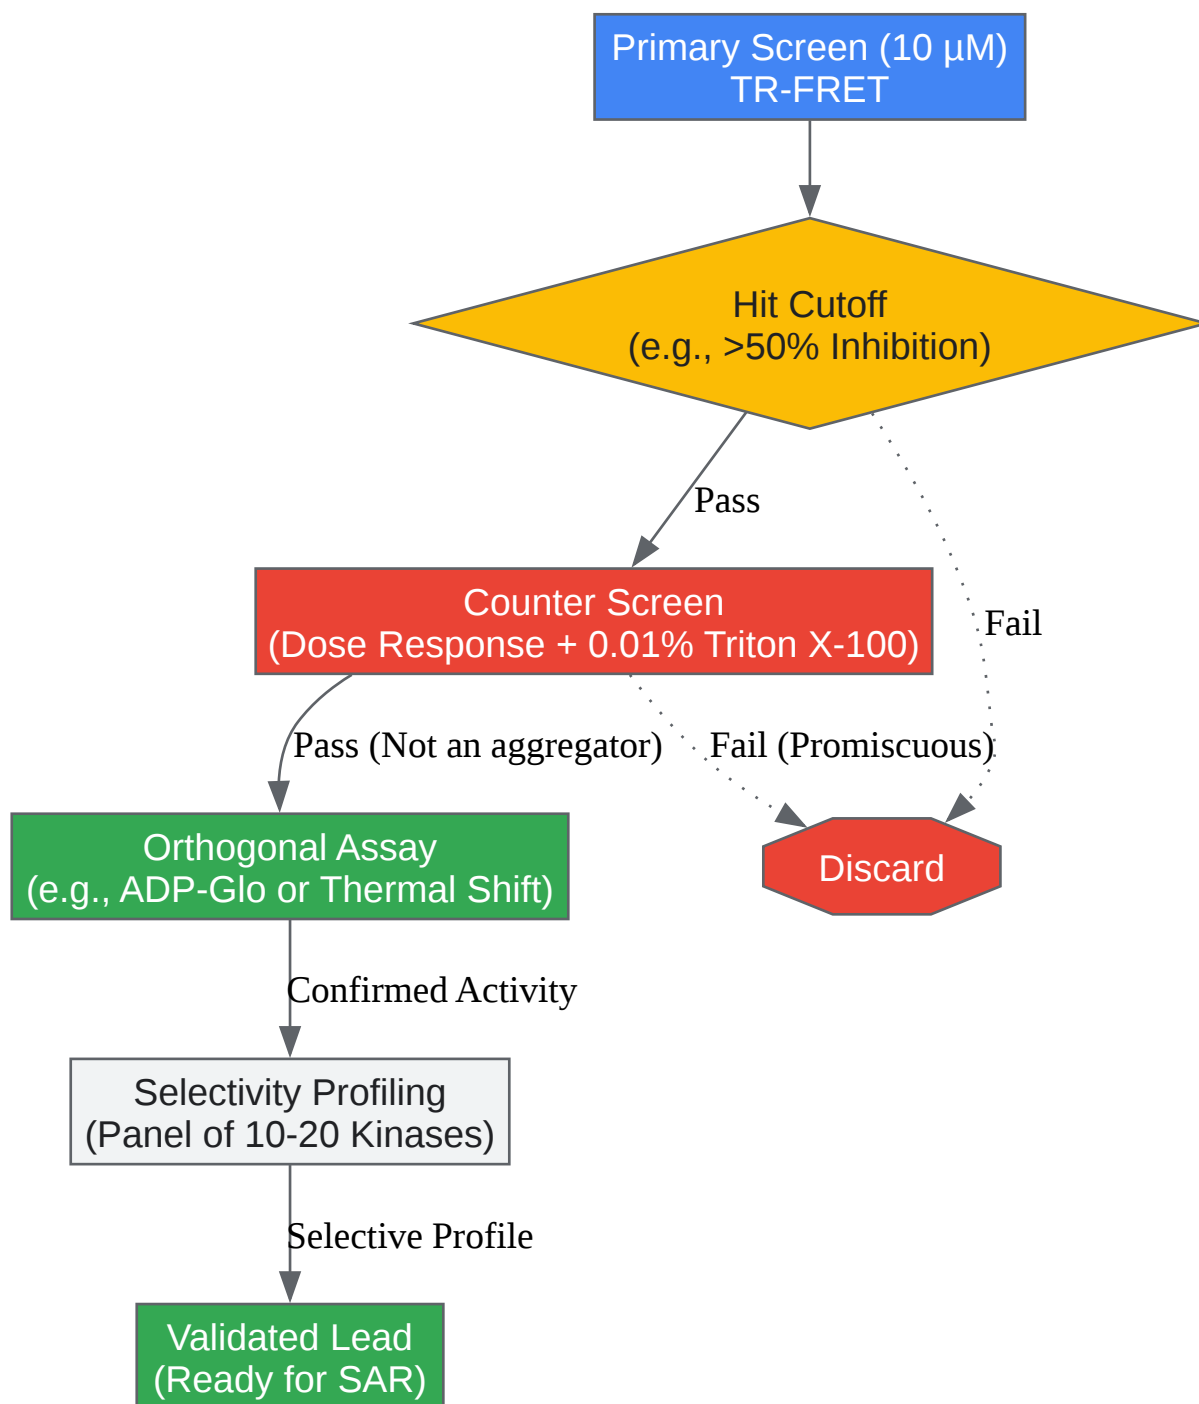 Primary Screen (10 µM)
TR-FRET
Hit Cutoff
(e.g., >50% Inhibition)
Pass
Fail
Counter Screen
(Dose Response + 0.01% Triton X-100)
Pass (Not an aggregator)
Fail (Promiscuous)
Orthogonal Assay
(e.g., ADP-Glo or Thermal Shift)
Discard
Confirmed Activity
Selectivity Profiling
(Panel of 10-20 Kinases)
Selective Profile
Validated Lead
(Ready for SAR)